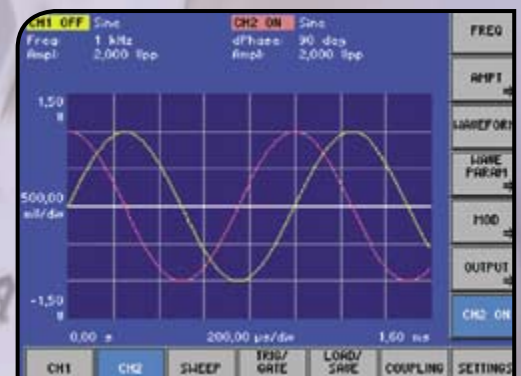 CH1 OFF Sine
Freq: 1 kHz
Ampl: 2,000 Vpp
CH2 ON Sine
dPhase: 90 deg
Ampl: 2,000 Vpp
1,50
V
500,00
mV/div
-1,50
V
0,00 s 200,00 µs/div 1,60 ms
FREQ
AMPT
WAVEFORM
WAVE
PARAM
MOD
OUTPUT
CH2 ON
CH1 CH2 SWEEP TRIG/
GATE LOAD/
SAVE COUPLING SETTINGS